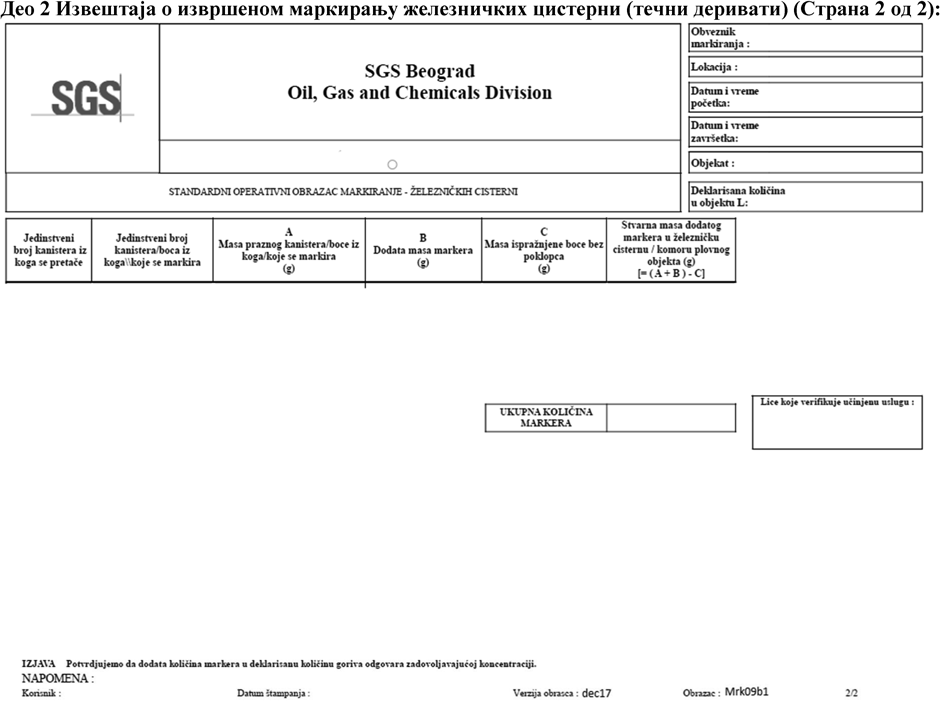 Део 2 Извештаја о извршеном маркирању железничких цистерни (течни деривати) (Страна 2 од 2):
SGS
SGS Beograd
Oil, Gas and Chemicals Division
STANDARDNI OPERATIVNI OBRAZAC MARKIRANJE - ŽELEZNIČKIH CISTERNI
Obveznik
markiranja :
Lokacija :
Datum i vreme
početka:
Datum i vreme
završetka:
Objekat :
Deklarisana količina
u objektu L:
Jedinstveni
broj kanistera iz
koga se pretače
Jedinstveni broj
kanistera/boca iz
koga\\koje se markira
A
Masa praznog kanistera/boce iz
koga/koje se markira
(g)
B
Dodata masa markera
(g)
C
Masa ispražnjene boce bez
poklopca
(g)
Stvarna masa dodatog
markera u železničku
cisternu / komoru plovnog
objekta (g)
[= ( A + B ) - C]
UKUPNA KOLIČINA
MARKERA
Lice koje verifikuje učinjenu uslugu :
IZJAVA Potvrdjujemo da dodata količina markera u deklarisanu količinu goriva odgovara zadovoljavajućoj koncentraciji.
NAPOMENA :
Korisnik : Datum štampanja : Verzija obrasca : dec17 Obrazac : Mrk09b1 2/2